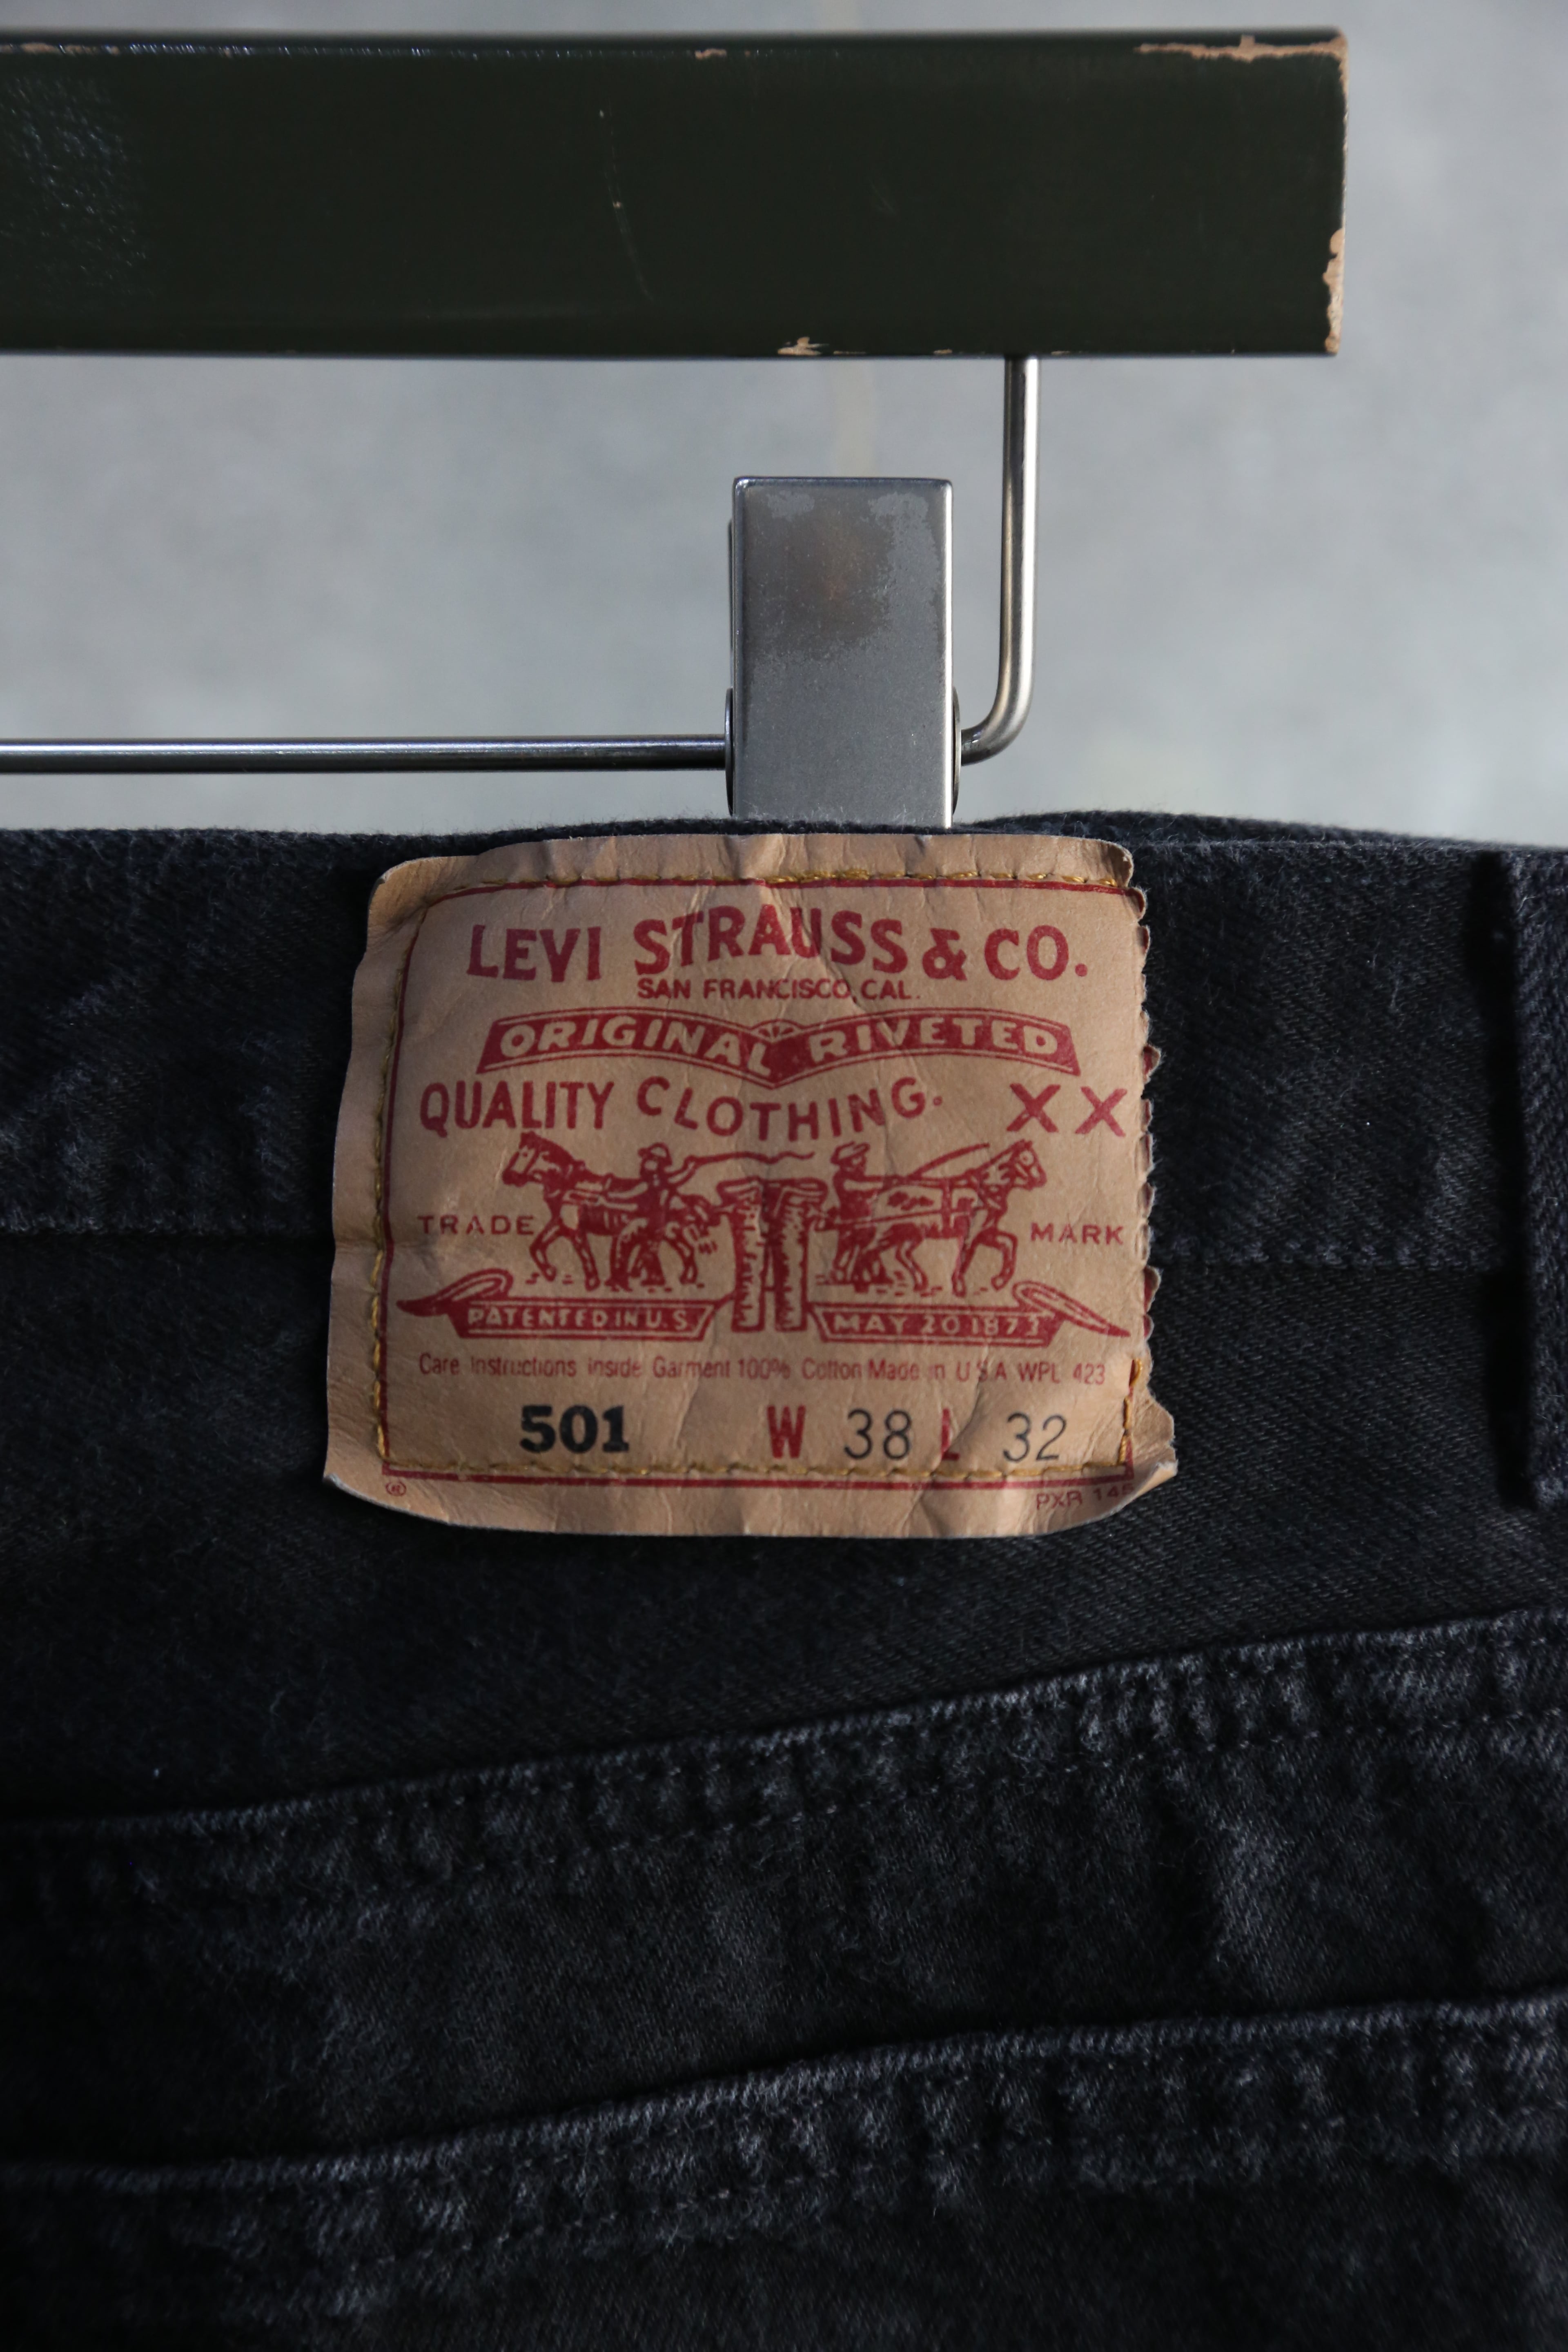 LEVI STRAUSS & CO.
SAN FRANCISCO, CAL.
ORIGINAL RIVETED
QUALITY CLOTHING. XX
TRADE MARK
PATENTED IN U.S. MAY 20 1873
Care Instructions Inside Garment 100% Cotton Made in U S A WPL 423
501 W 38 L 32
® PXR